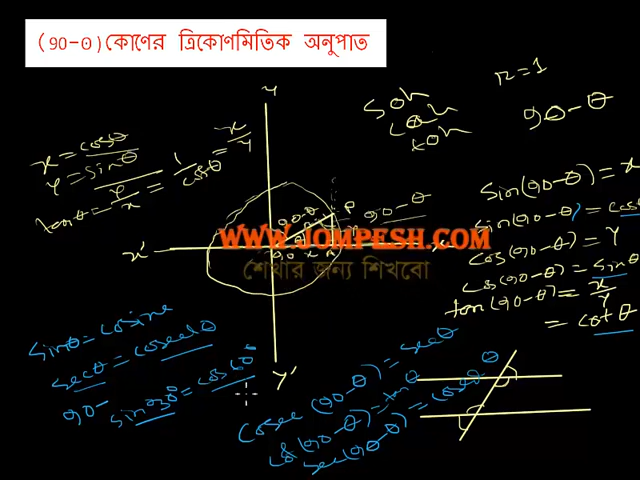 (90-θ)কোণের ত্রিকোণমিতিক অনুপাত
r=1
90-θ
Soh
Cah
toh
y
x=cosθ
y=sinθ
tanθ=y/x=
1/cotθ=x/y
90-θ
P
90-θ
x'
WWW.JOMPESH.COM
শেখার জন্য শিখবো
sin(90-θ)=x
sin(90-θ)=cosθ
cos(90-θ)=y
cos(90-θ)=sinθ
tan(90-θ)=x/y
=cotθ
sinθ=cosine
secθ=cosecθ
90-
sin30°=cos60°
y'
cosec(90-θ)=secθ
(90-θ)=tanθ
sec(90-θ)=cosecθ
θ